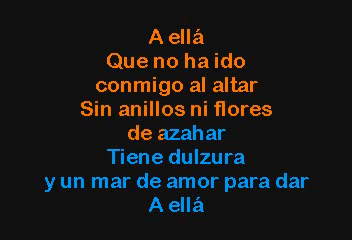 A ellá
Que no ha ido
conmigo al altar
Sin anillos ni flores
de azahar
Tiene dulzura
y un mar de amor para dar
A ellá